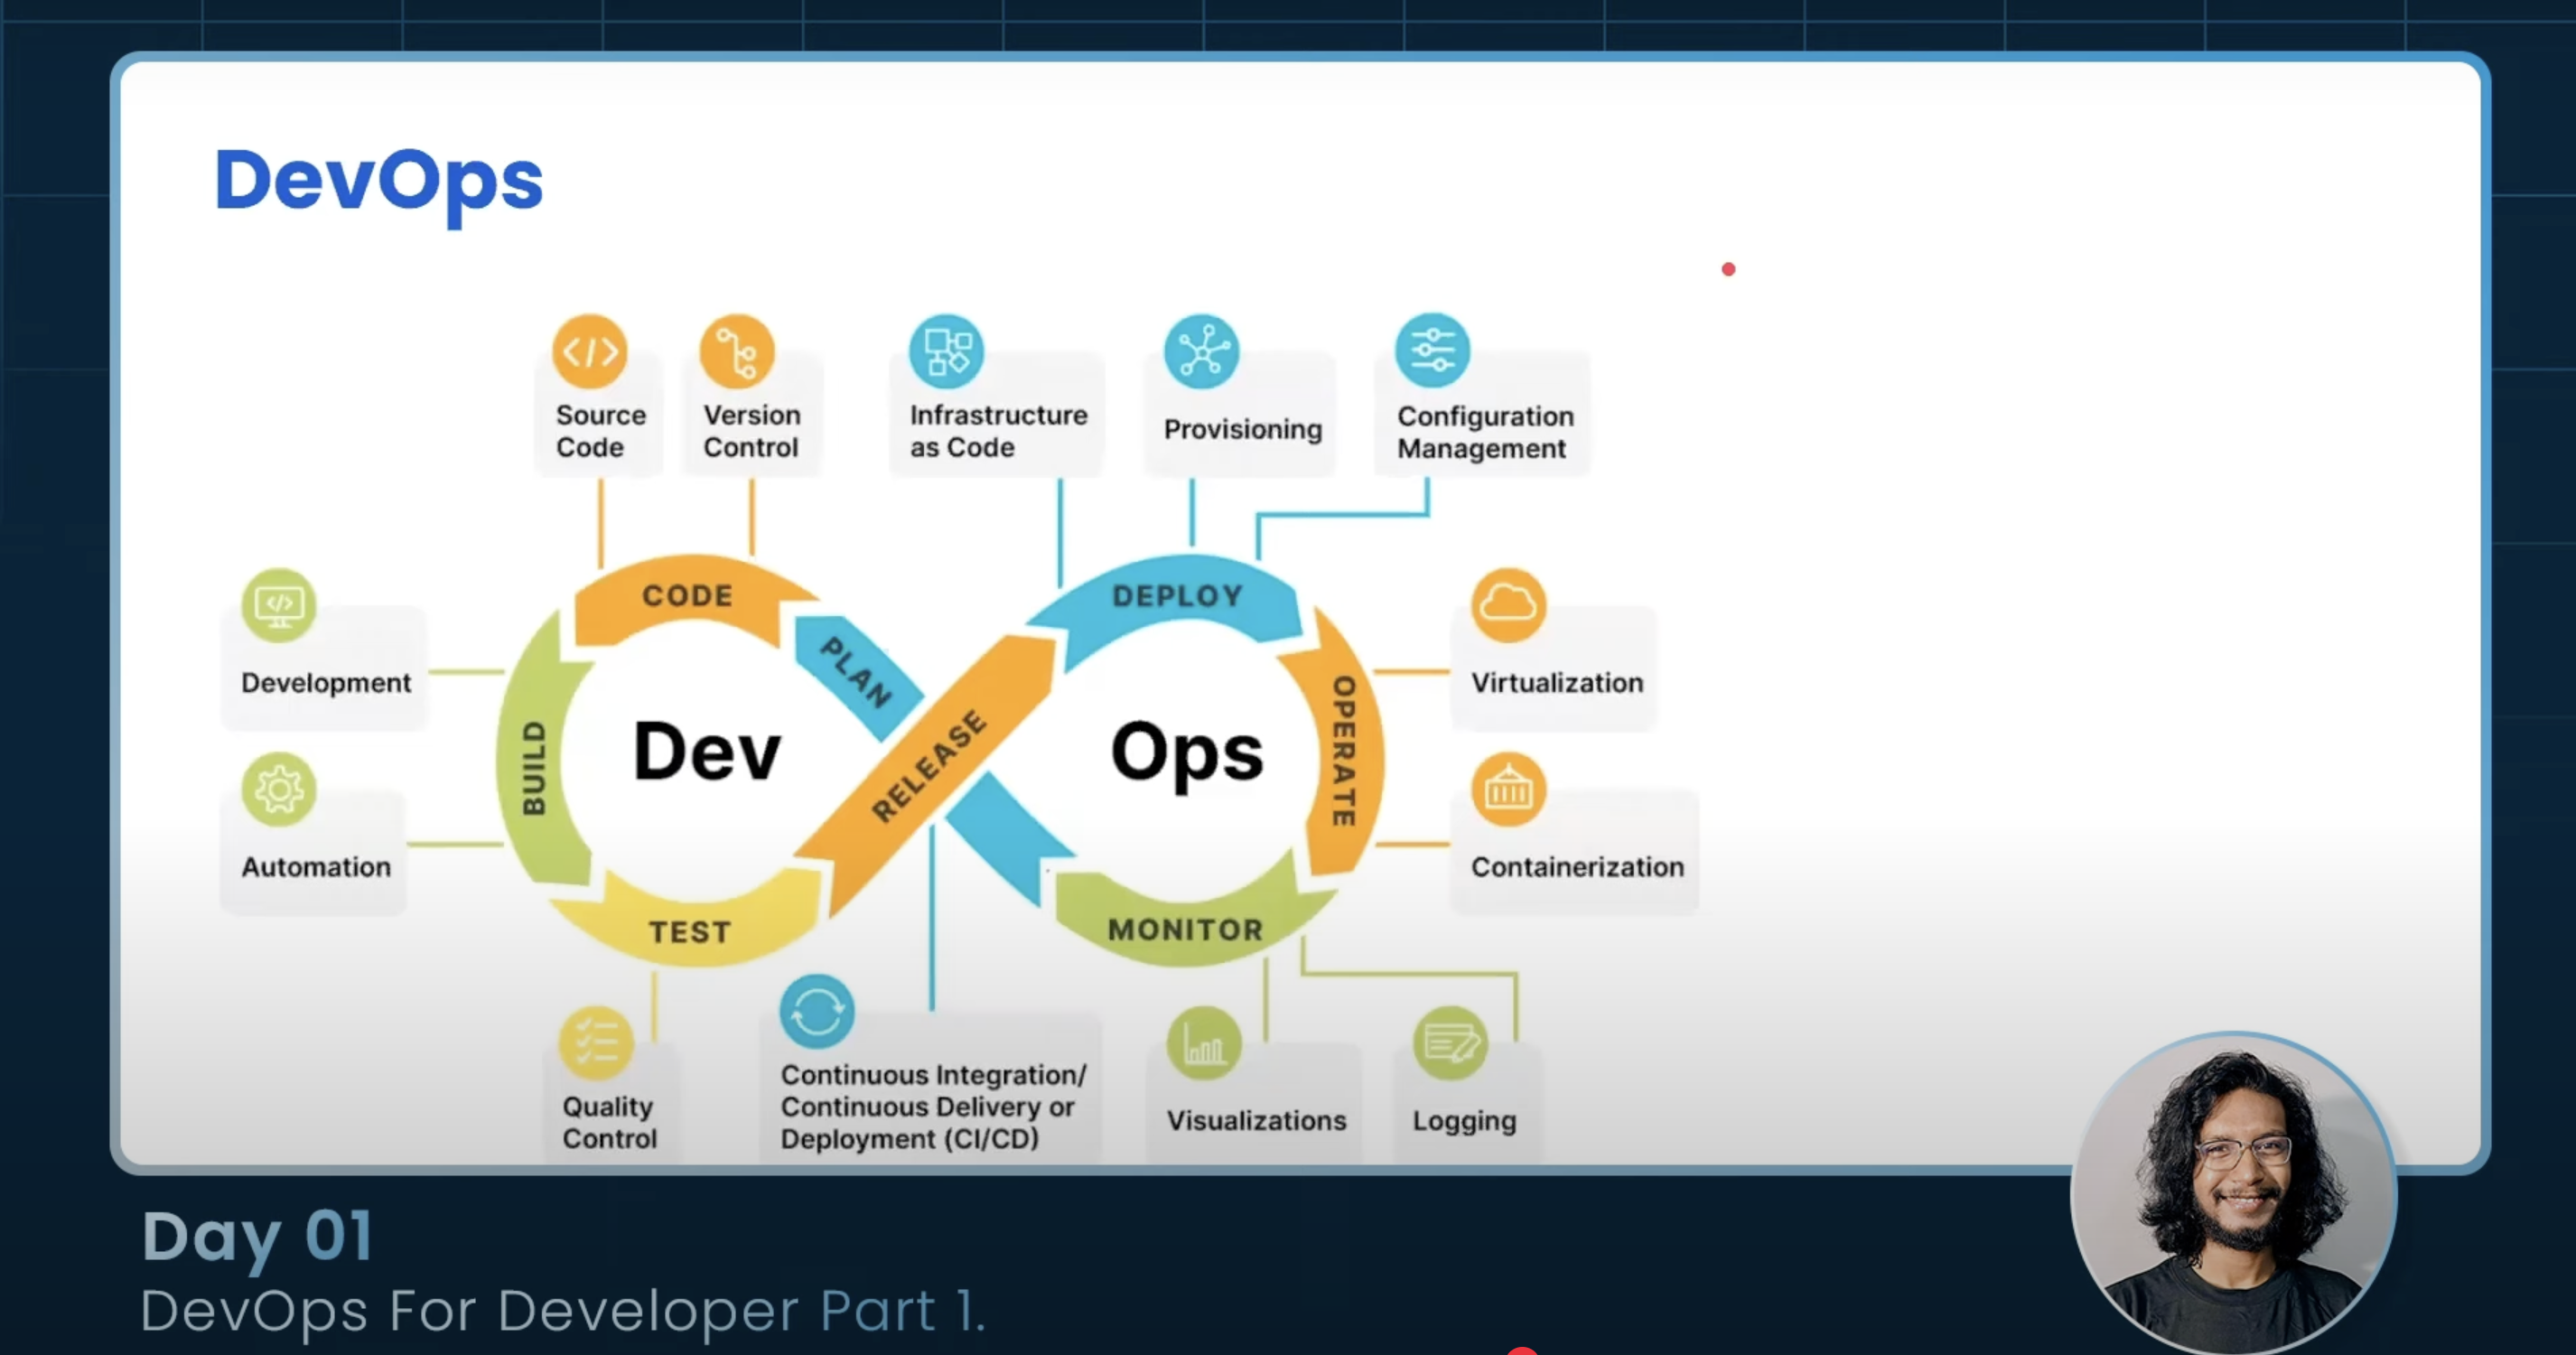 DevOps
Source
Code
Version
Control
Infrastructure
as Code
Provisioning
Configuration
Management
Development
Automation
CODE
PLAN
BUILD
Dev
TEST
RELEASE
DEPLOY
Ops
OPERATE
MONITOR
Virtualization
Containerization
Quality
Control
Continuous Integration/
Continuous Delivery or
Deployment (CI/CD)
Visualizations
Logging
Day 01
DevOps For Developer Part 1.